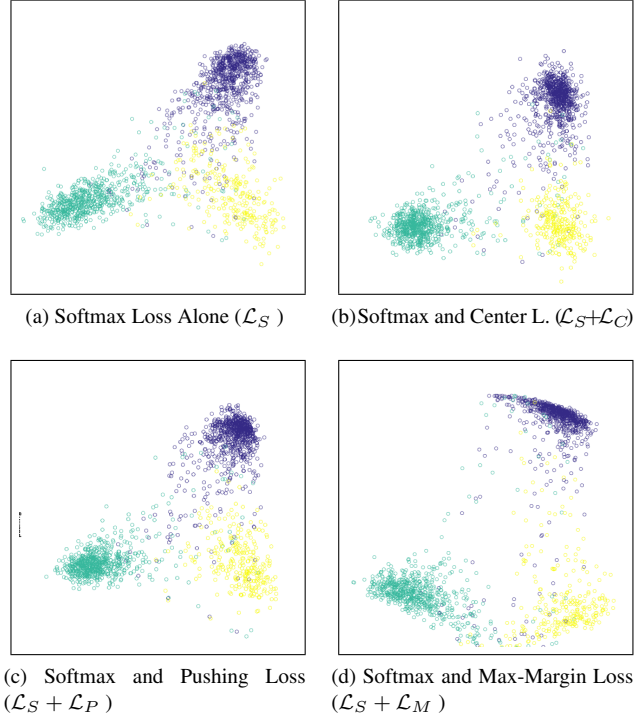 (a) Softmax Loss Alone (ℒ_S )
(b)Softmax and Center L. (ℒ_S+ℒ_C)
(c) Softmax and Pushing Loss
(ℒ_S + ℒ_P )
(d) Softmax and Max-Margin Loss
(ℒ_S + ℒ_M )